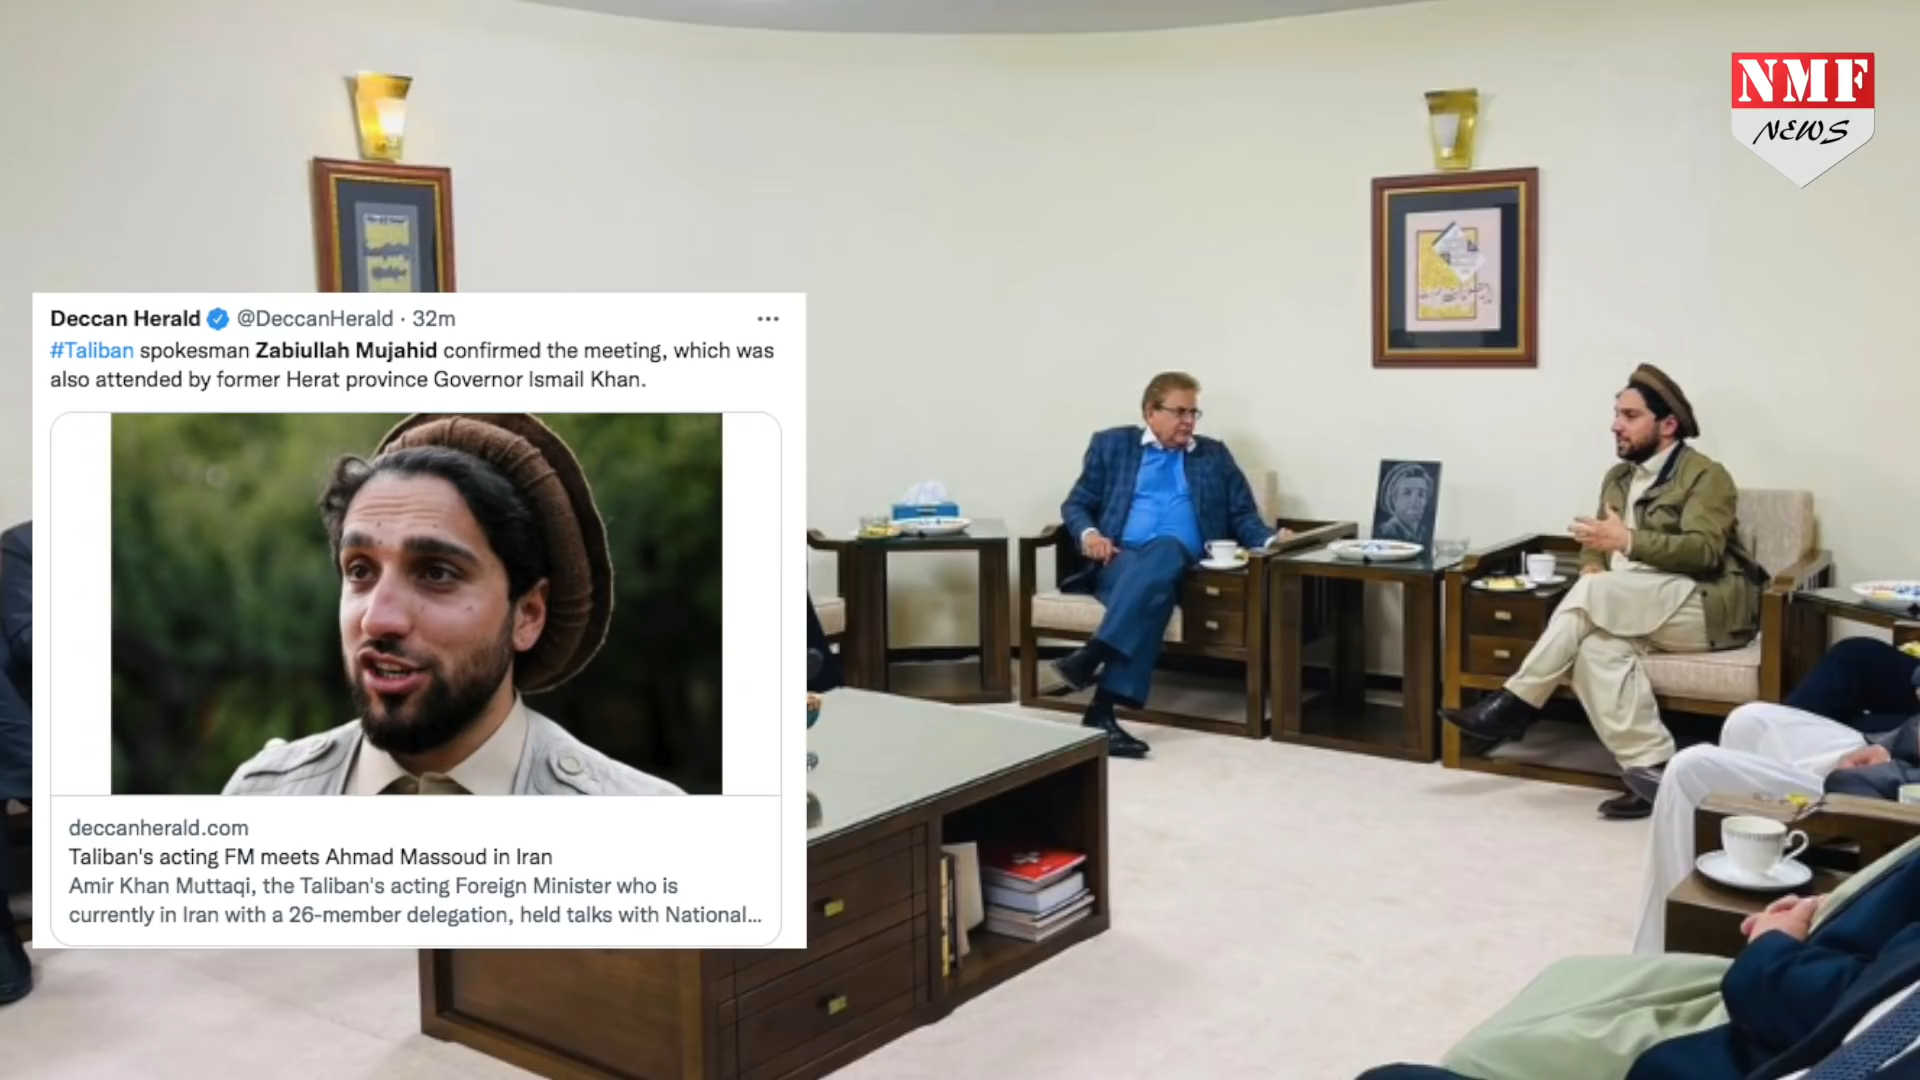 NMF
NEWS
Deccan Herald @DeccanHerald · 32m
#Taliban spokesman Zabiullah Mujahid confirmed the meeting, which was
also attended by former Herat province Governor Ismail Khan.
deccanherald.com
Taliban's acting FM meets Ahmad Massoud in Iran
Amir Khan Muttaqi, the Taliban's acting Foreign Minister who is
currently in Iran with a 26-member delegation, held talks with National...